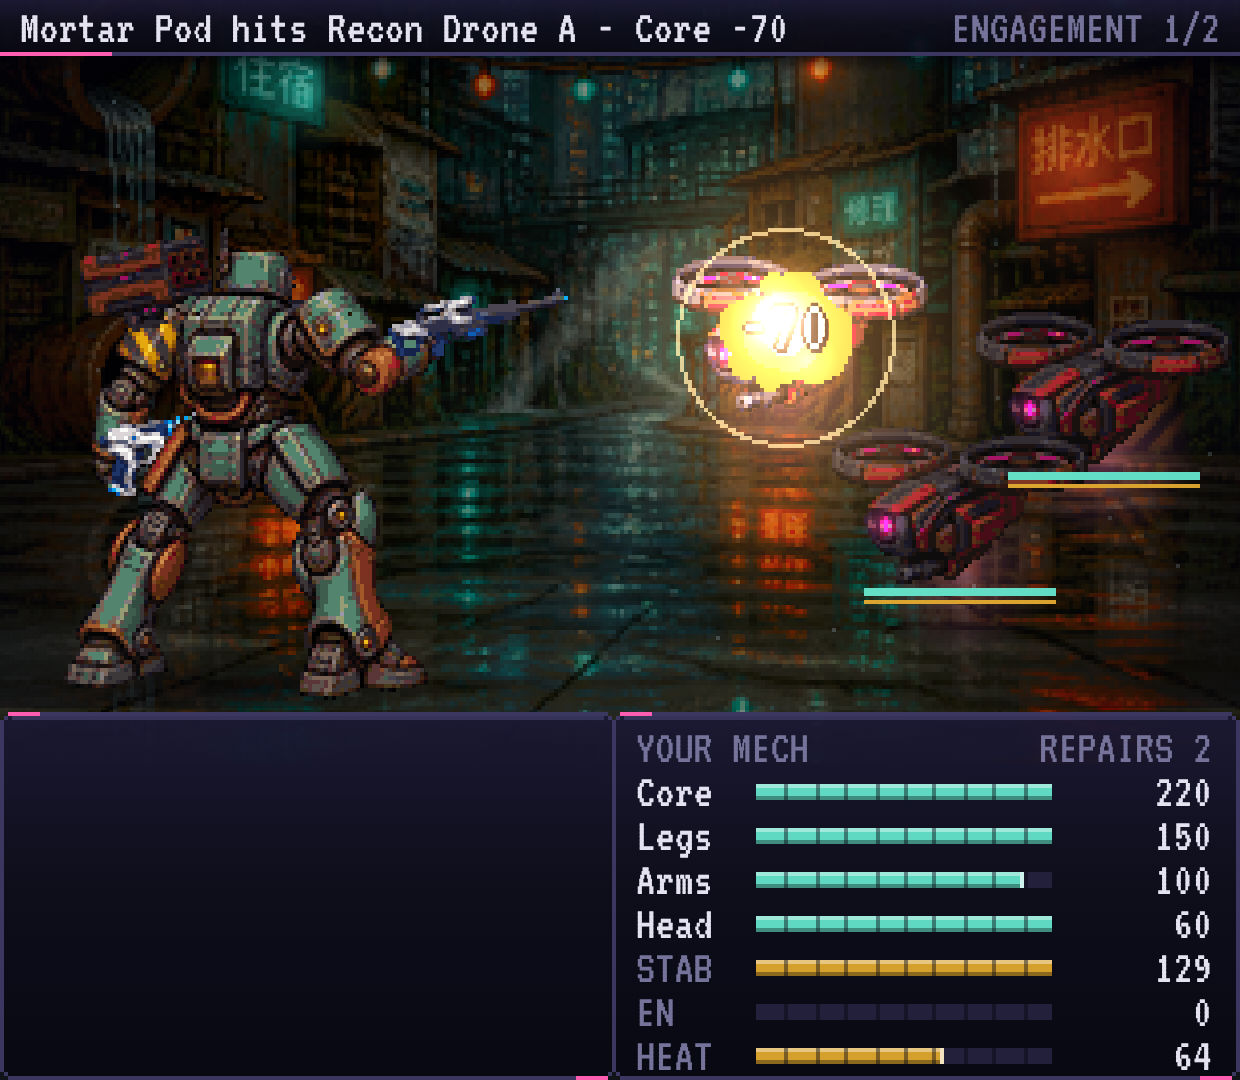 Mortar Pod hits Recon Drone A - Core -70
ENGAGEMENT 1/2
住宿
排水口
-70
YOUR MECH
REPAIRS 2
Core 220
Legs 150
Arms 100
Head 60
STAB 129
EN 0
HEAT 64